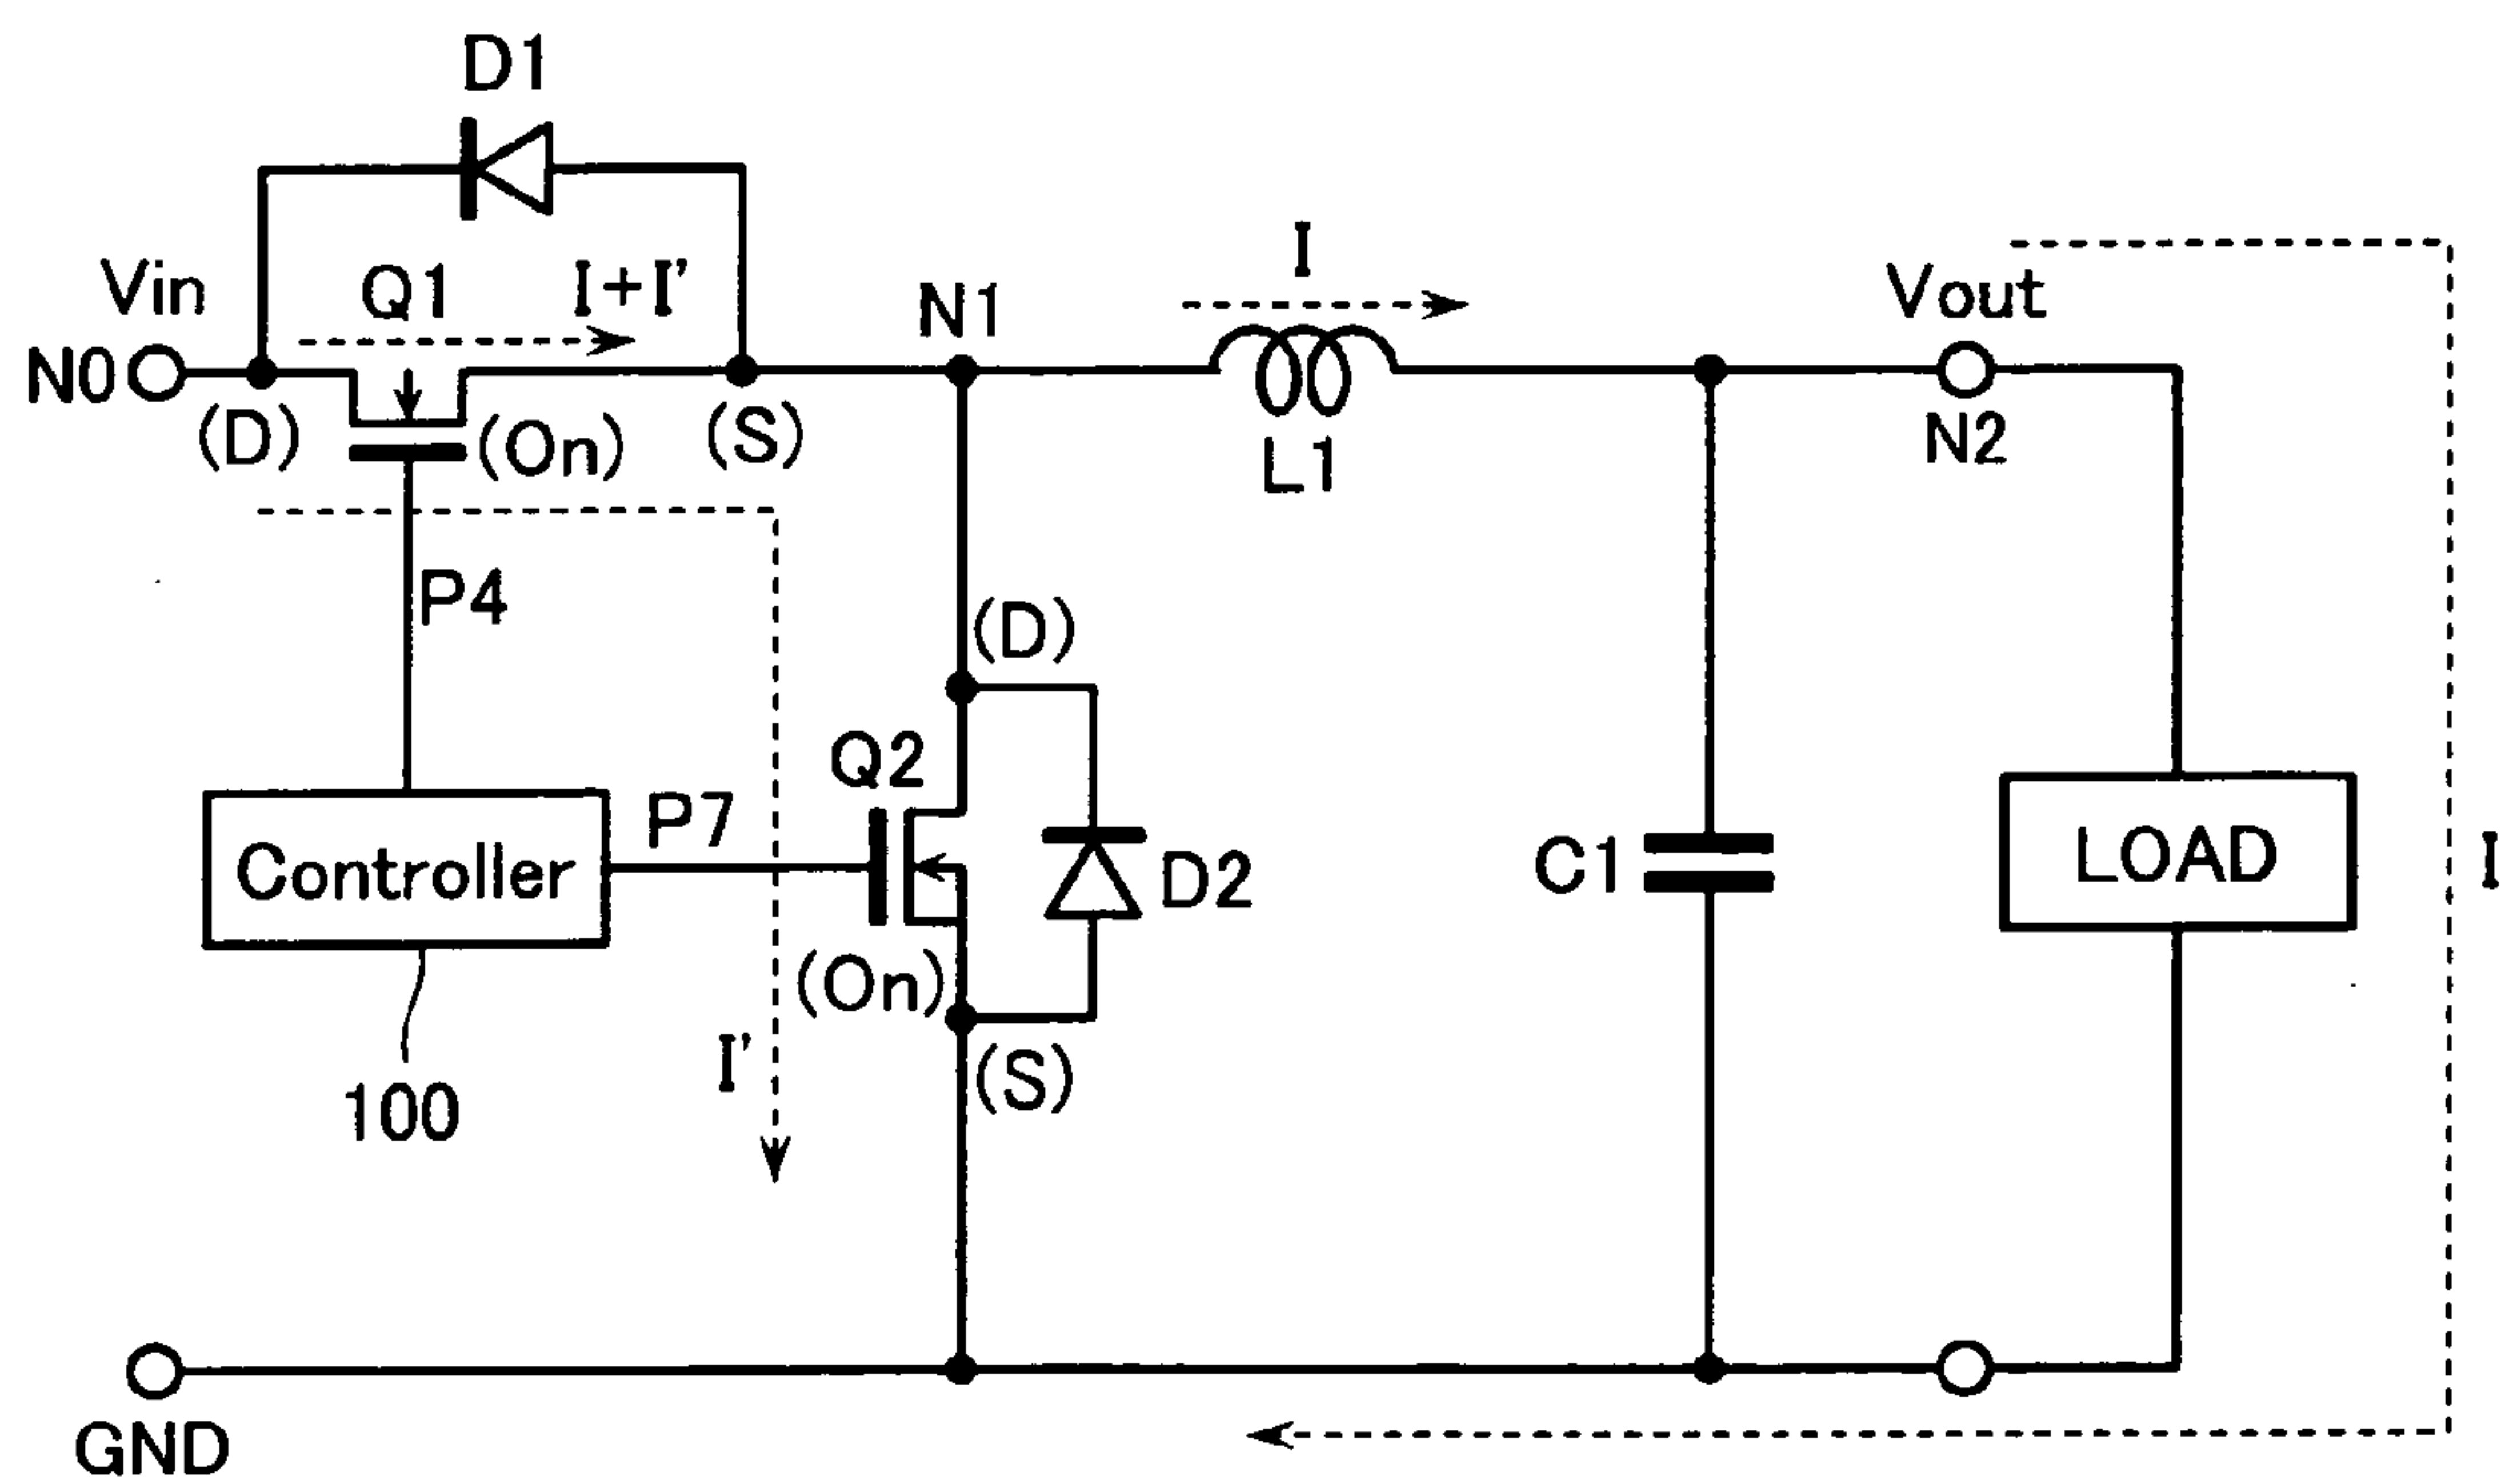 D1
Vin
Q1
I+I'
N1
I
Vout
N0
(D)
(On)
(S)
L1
N2
P4
(D)
Q2
P7
Controller
D2
C1
LOAD
I
(On)
I'
(S)
100
GND